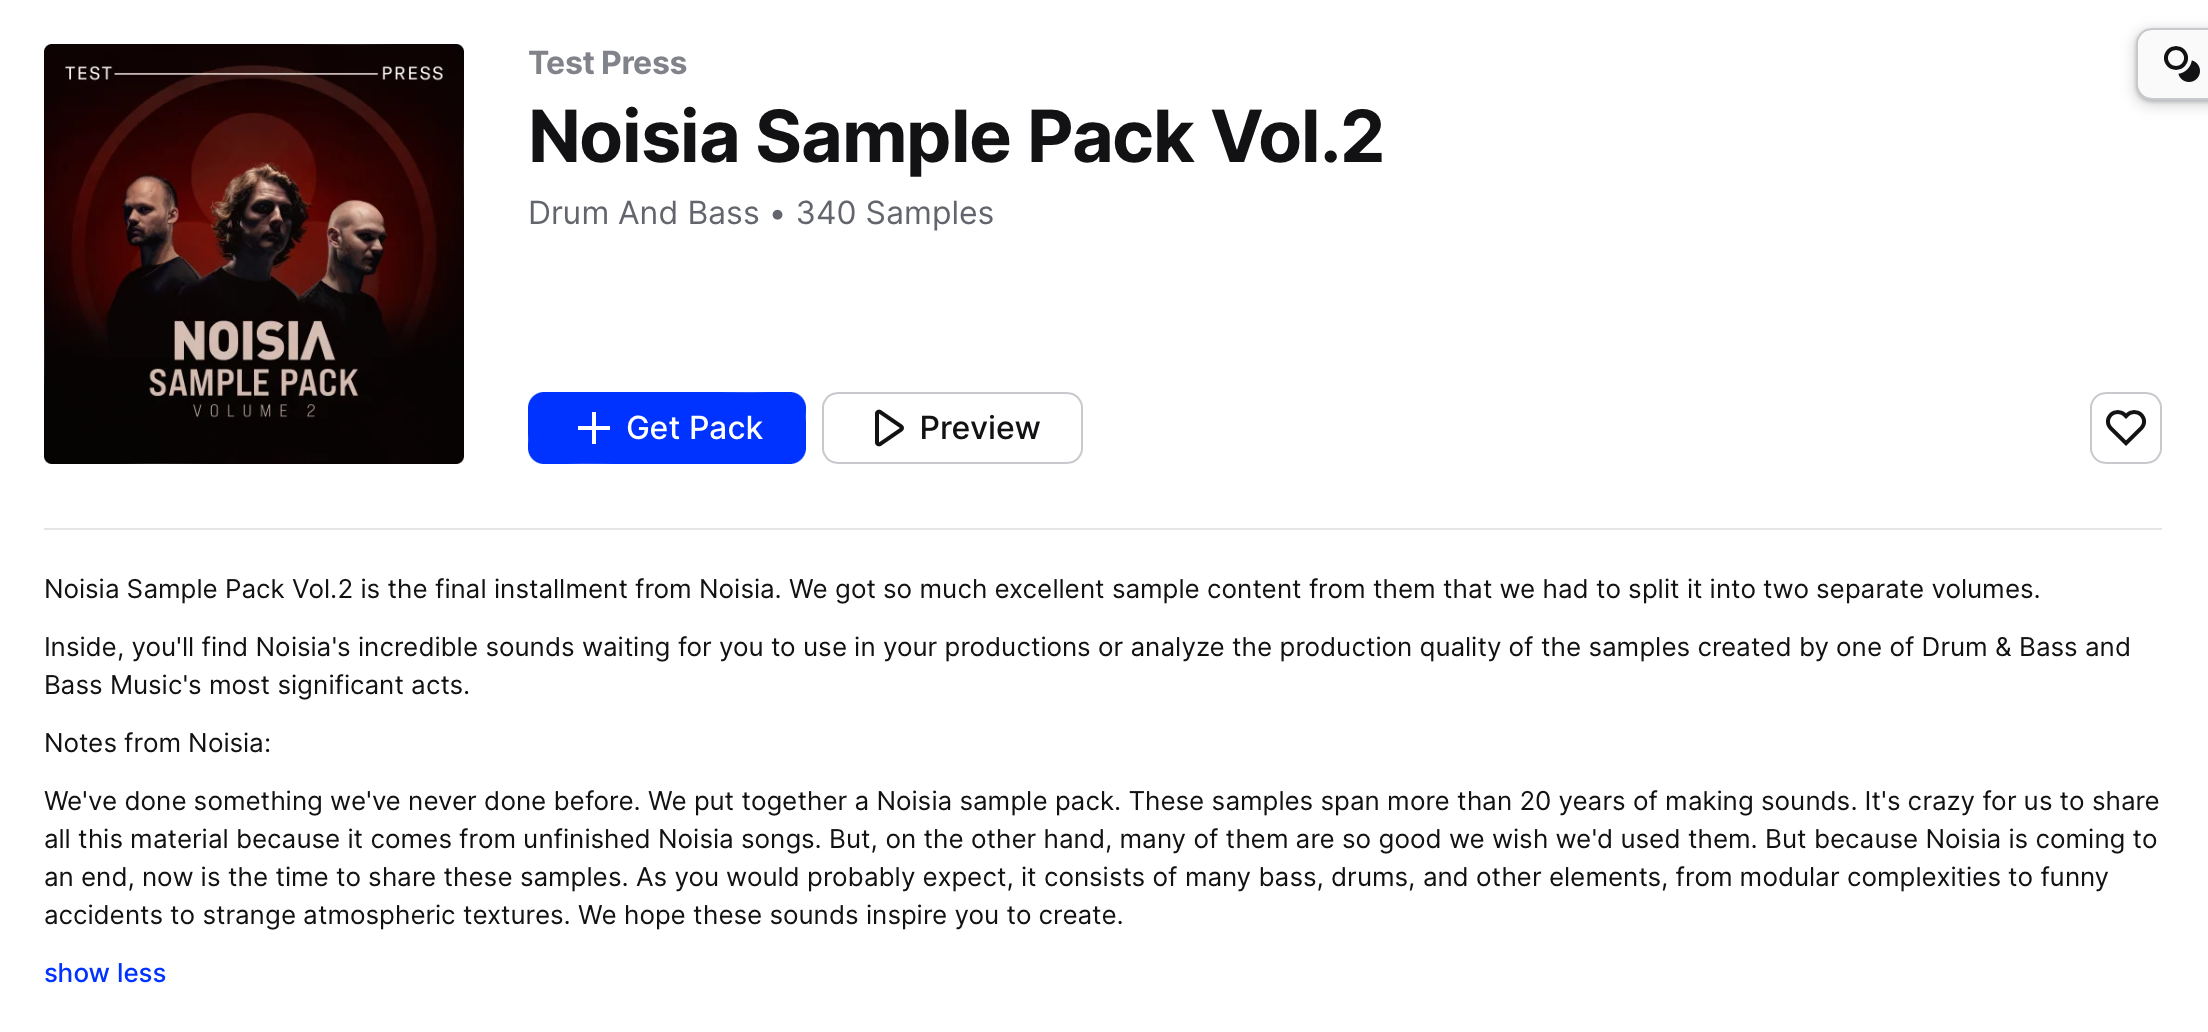 TEST PRESS
NOISIA
SAMPLE PACK
VOLUME 2
Test Press
Noisia Sample Pack Vol.2
Drum And Bass • 340 Samples
Get Pack
Preview
Noisia Sample Pack Vol.2 is the final installment from Noisia. We got so much excellent sample content from them that we had to split it into two separate volumes.
Inside, you'll find Noisia's incredible sounds waiting for you to use in your productions or analyze the production quality of the samples created by one of Drum & Bass and
Bass Music's most significant acts.
Notes from Noisia:
We've done something we've never done before. We put together a Noisia sample pack. These samples span more than 20 years of making sounds. It's crazy for us to share
all this material because it comes from unfinished Noisia songs. But, on the other hand, many of them are so good we wish we'd used them. But because Noisia is coming to
an end, now is the time to share these samples. As you would probably expect, it consists of many bass, drums, and other elements, from modular complexities to funny
accidents to strange atmospheric textures. We hope these sounds inspire you to create.
show less